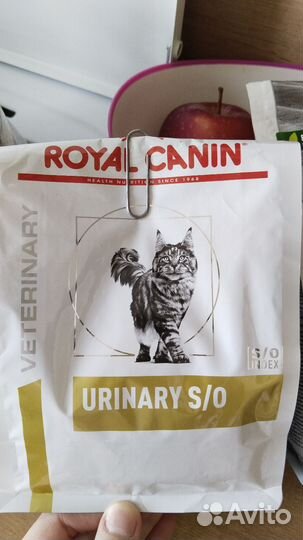 ROYAL CANIN
HEALTH NUTRITION SINCE 1968
VETERINARY
S/O
INDEX
URINARY S/O
Avito